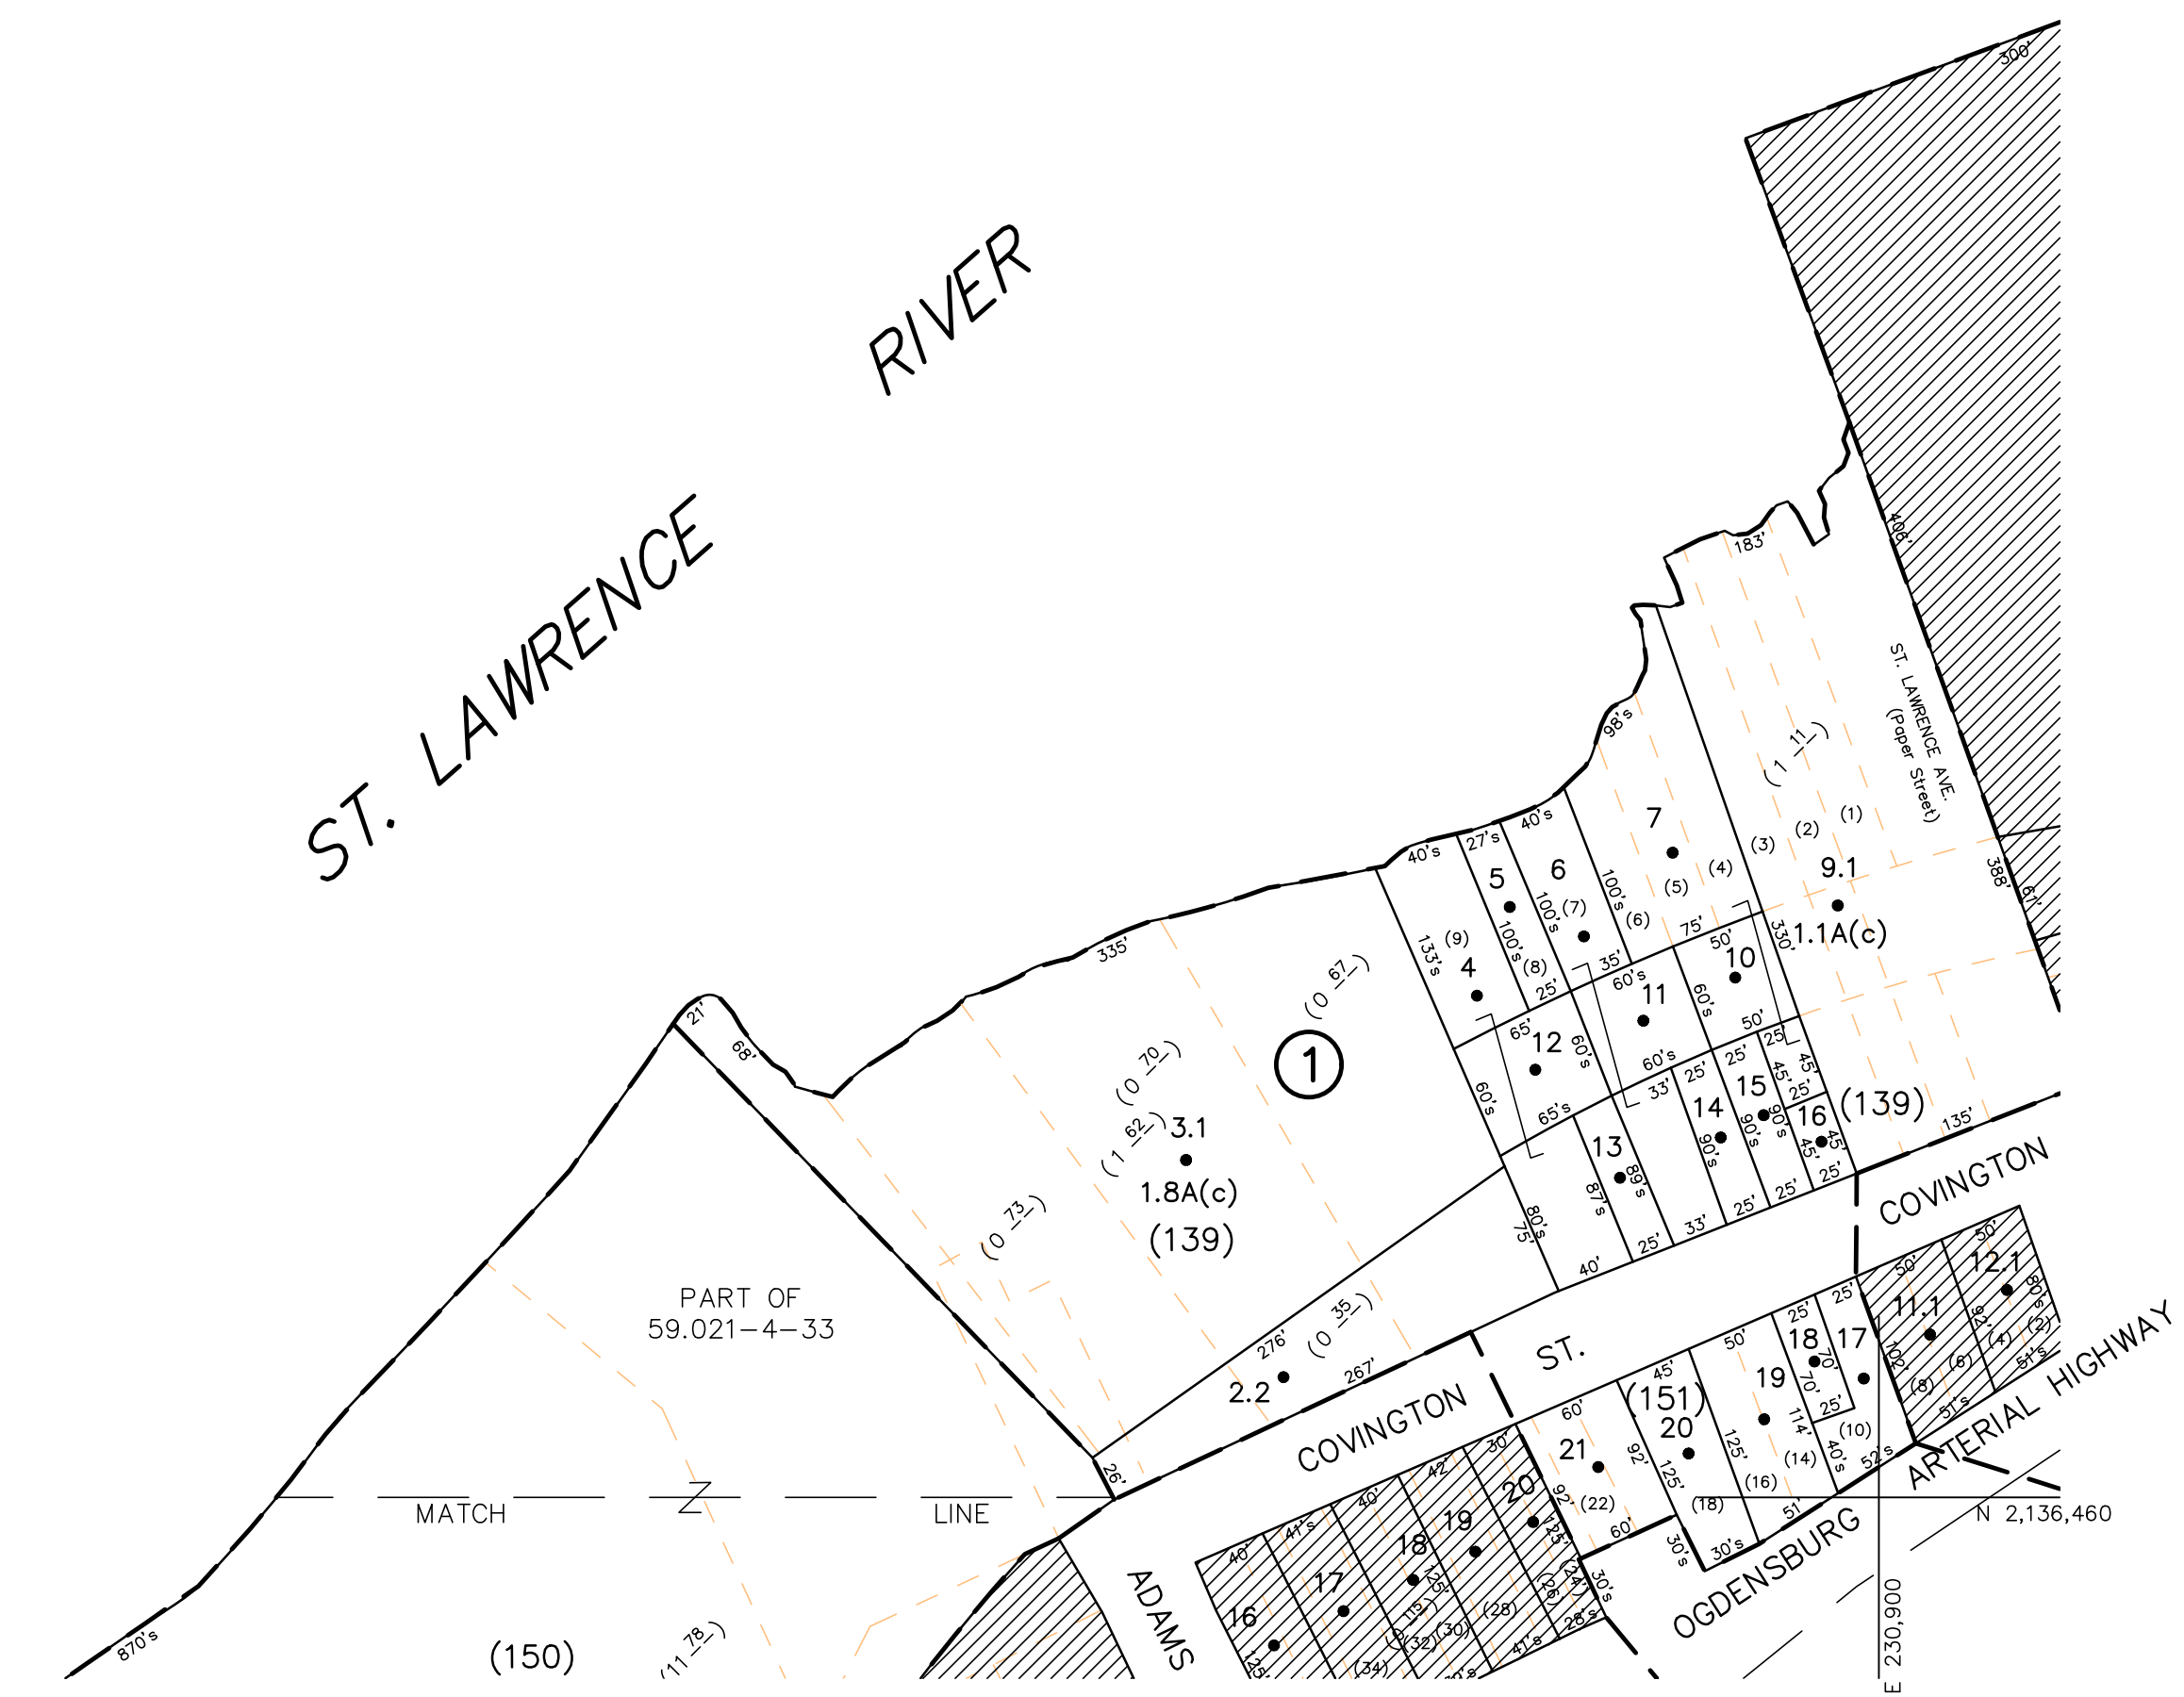 300'
ST. LAWRENCE RIVER
406'
183'
ST. LAWRENCE AVE.
(Paper Street)
98's
(1 11)
7
(1)
(2)
(3)
(4)
(5)
(6)
9.1
1.1A(c)
388'
67'
330'
40's
27's
40's
5
6
100's
100's
100's
(7)
(8)
(9)
133's
4
25'
35'
75'
50'
10
60's
11
60's
50'
60's
60's
65'
12
65's
60's
335'
(0 67)
1
21'
68'
(0 70)
(1 62)
3.1
1.8A(c)
(139)
(0 73)
33'
25'
25'
25'
45'
45'
25'
14
15
16
(139)
90's
90's
90's
45'
45'
13
87's
89's
80's
75'
40'
25'
33'
25'
25'
25'
135'
COVINGTON
PART OF
59.021-4-33
276'
(0 35)
2.2
267'
26'
COVINGTON
ST.
MATCH LINE
50'
50'
12.1
11.1
80's
92'
(2)
(4)
(6)
(8)
51's
51's
102'
25'
25'
17
18
70'
70'
25'
50'
19
114'
40's
(10)
(14)
(16)
(18)
45'
(151)
20
125'
125'
60'
21
92'
(22)
60'
30's
30's
51'
52's
OGDENSBURG ARTERIAL HIGHWAY
N 2,136,460
E 230,900
30'
20
92'
125'
(24)
(26)
30's
28's
42'
19
(28)
41's
40'
18
125'
(30)
(32)
41's
17
(34)
40'
16
125'
ADAMS
870's
(150)
(11 78)